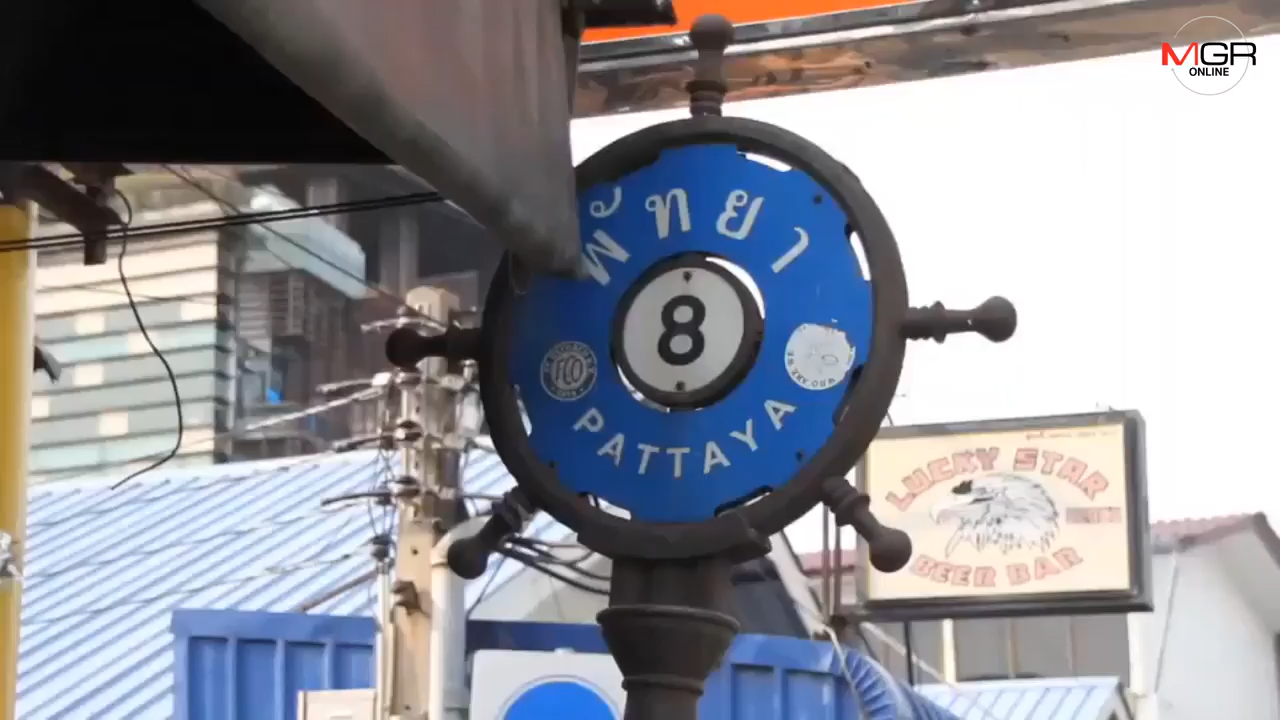 MGR
ONLINE
พัทยา
8
PATTAYA
LUCKY STAR
BEER BAR